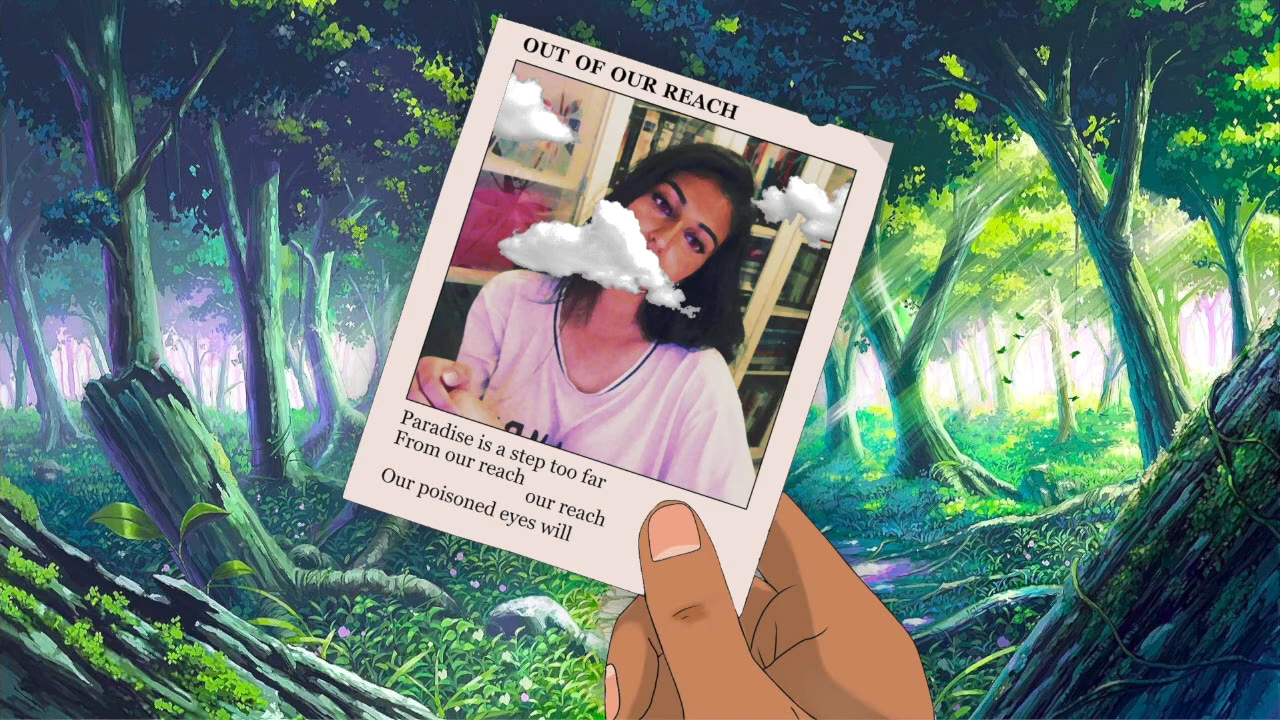 OUT OF OUR REACH
Paradise is a step too far
From our reach
our reach
Our poisoned eyes will